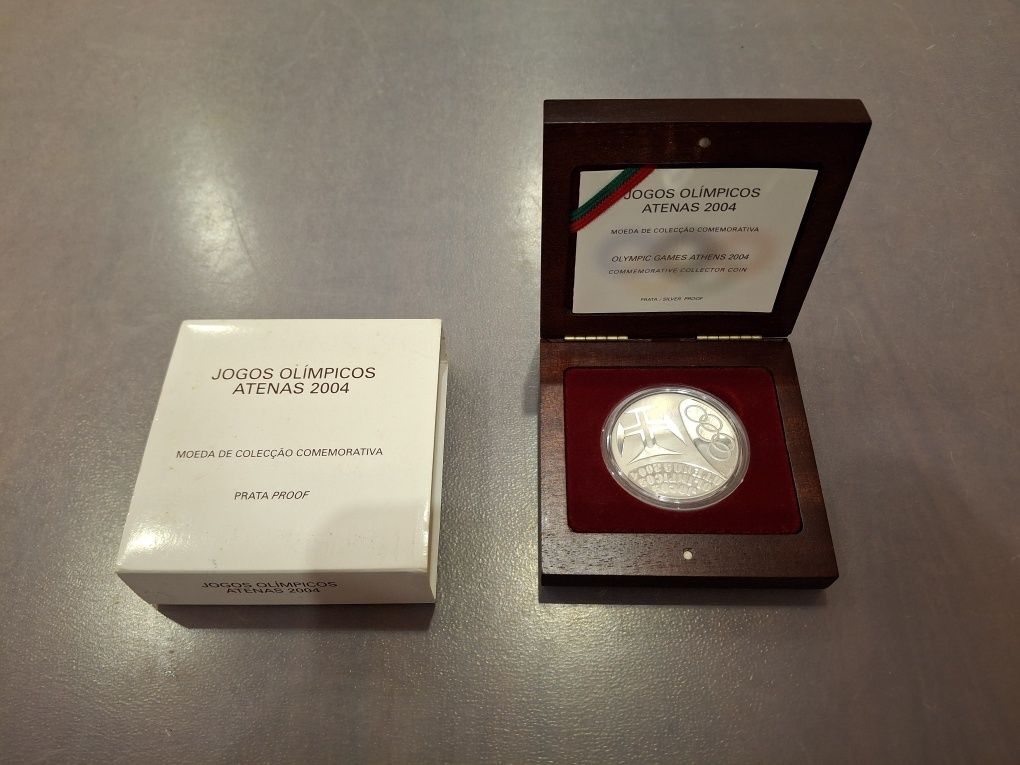 JOGOS OLÍMPICOS
ATENAS 2004
MOEDA DE COLECÇÃO COMEMORATIVA
PRATA PROOF
JOGOS OLÍMPICOS
ATENAS 2004
JOGOS OLÍMPICOS
ATENAS 2004
MOEDA DE COLECÇÃO COMEMORATIVA
OLYMPIC GAMES ATHENS 2004
COMMEMORATIVE COLLECTOR COIN
PRATA / SILVER PROOF